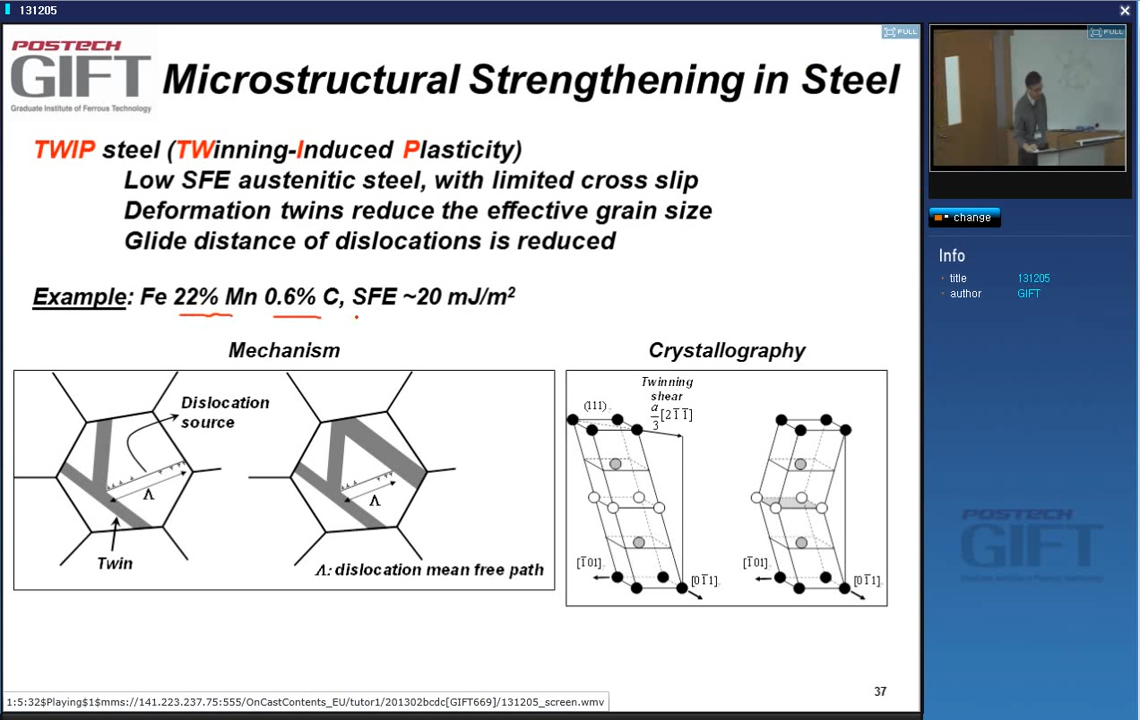 131205
FULL
FULL
POSTECH
GIFT
Graduate Institute of Ferrous Technology
Microstructural Strengthening in Steel
TWIP steel (TWinning-Induced Plasticity)
Low SFE austenitic steel, with limited cross slip
Deformation twins reduce the effective grain size
Glide distance of dislocations is reduced
Example: Fe 22% Mn 0.6% C, SFE ~20 mJ/m²
Mechanism
Crystallography
Dislocation
source
Λ
Twin
Λ
Λ: dislocation mean free path
(111)
Twinning
shear
a/3[21̄1̄]
[1̄01]
[01̄1]
[1̄01]
[01̄1]
37
1:5:32$Playing$1$mms://141.223.237.75:555/OnCastContents_EU/tutor1/201302bcdc[GIFT669]/131205_screen.wmv
change
Info
title 131205
author GIFT
POSTECH
GIFT